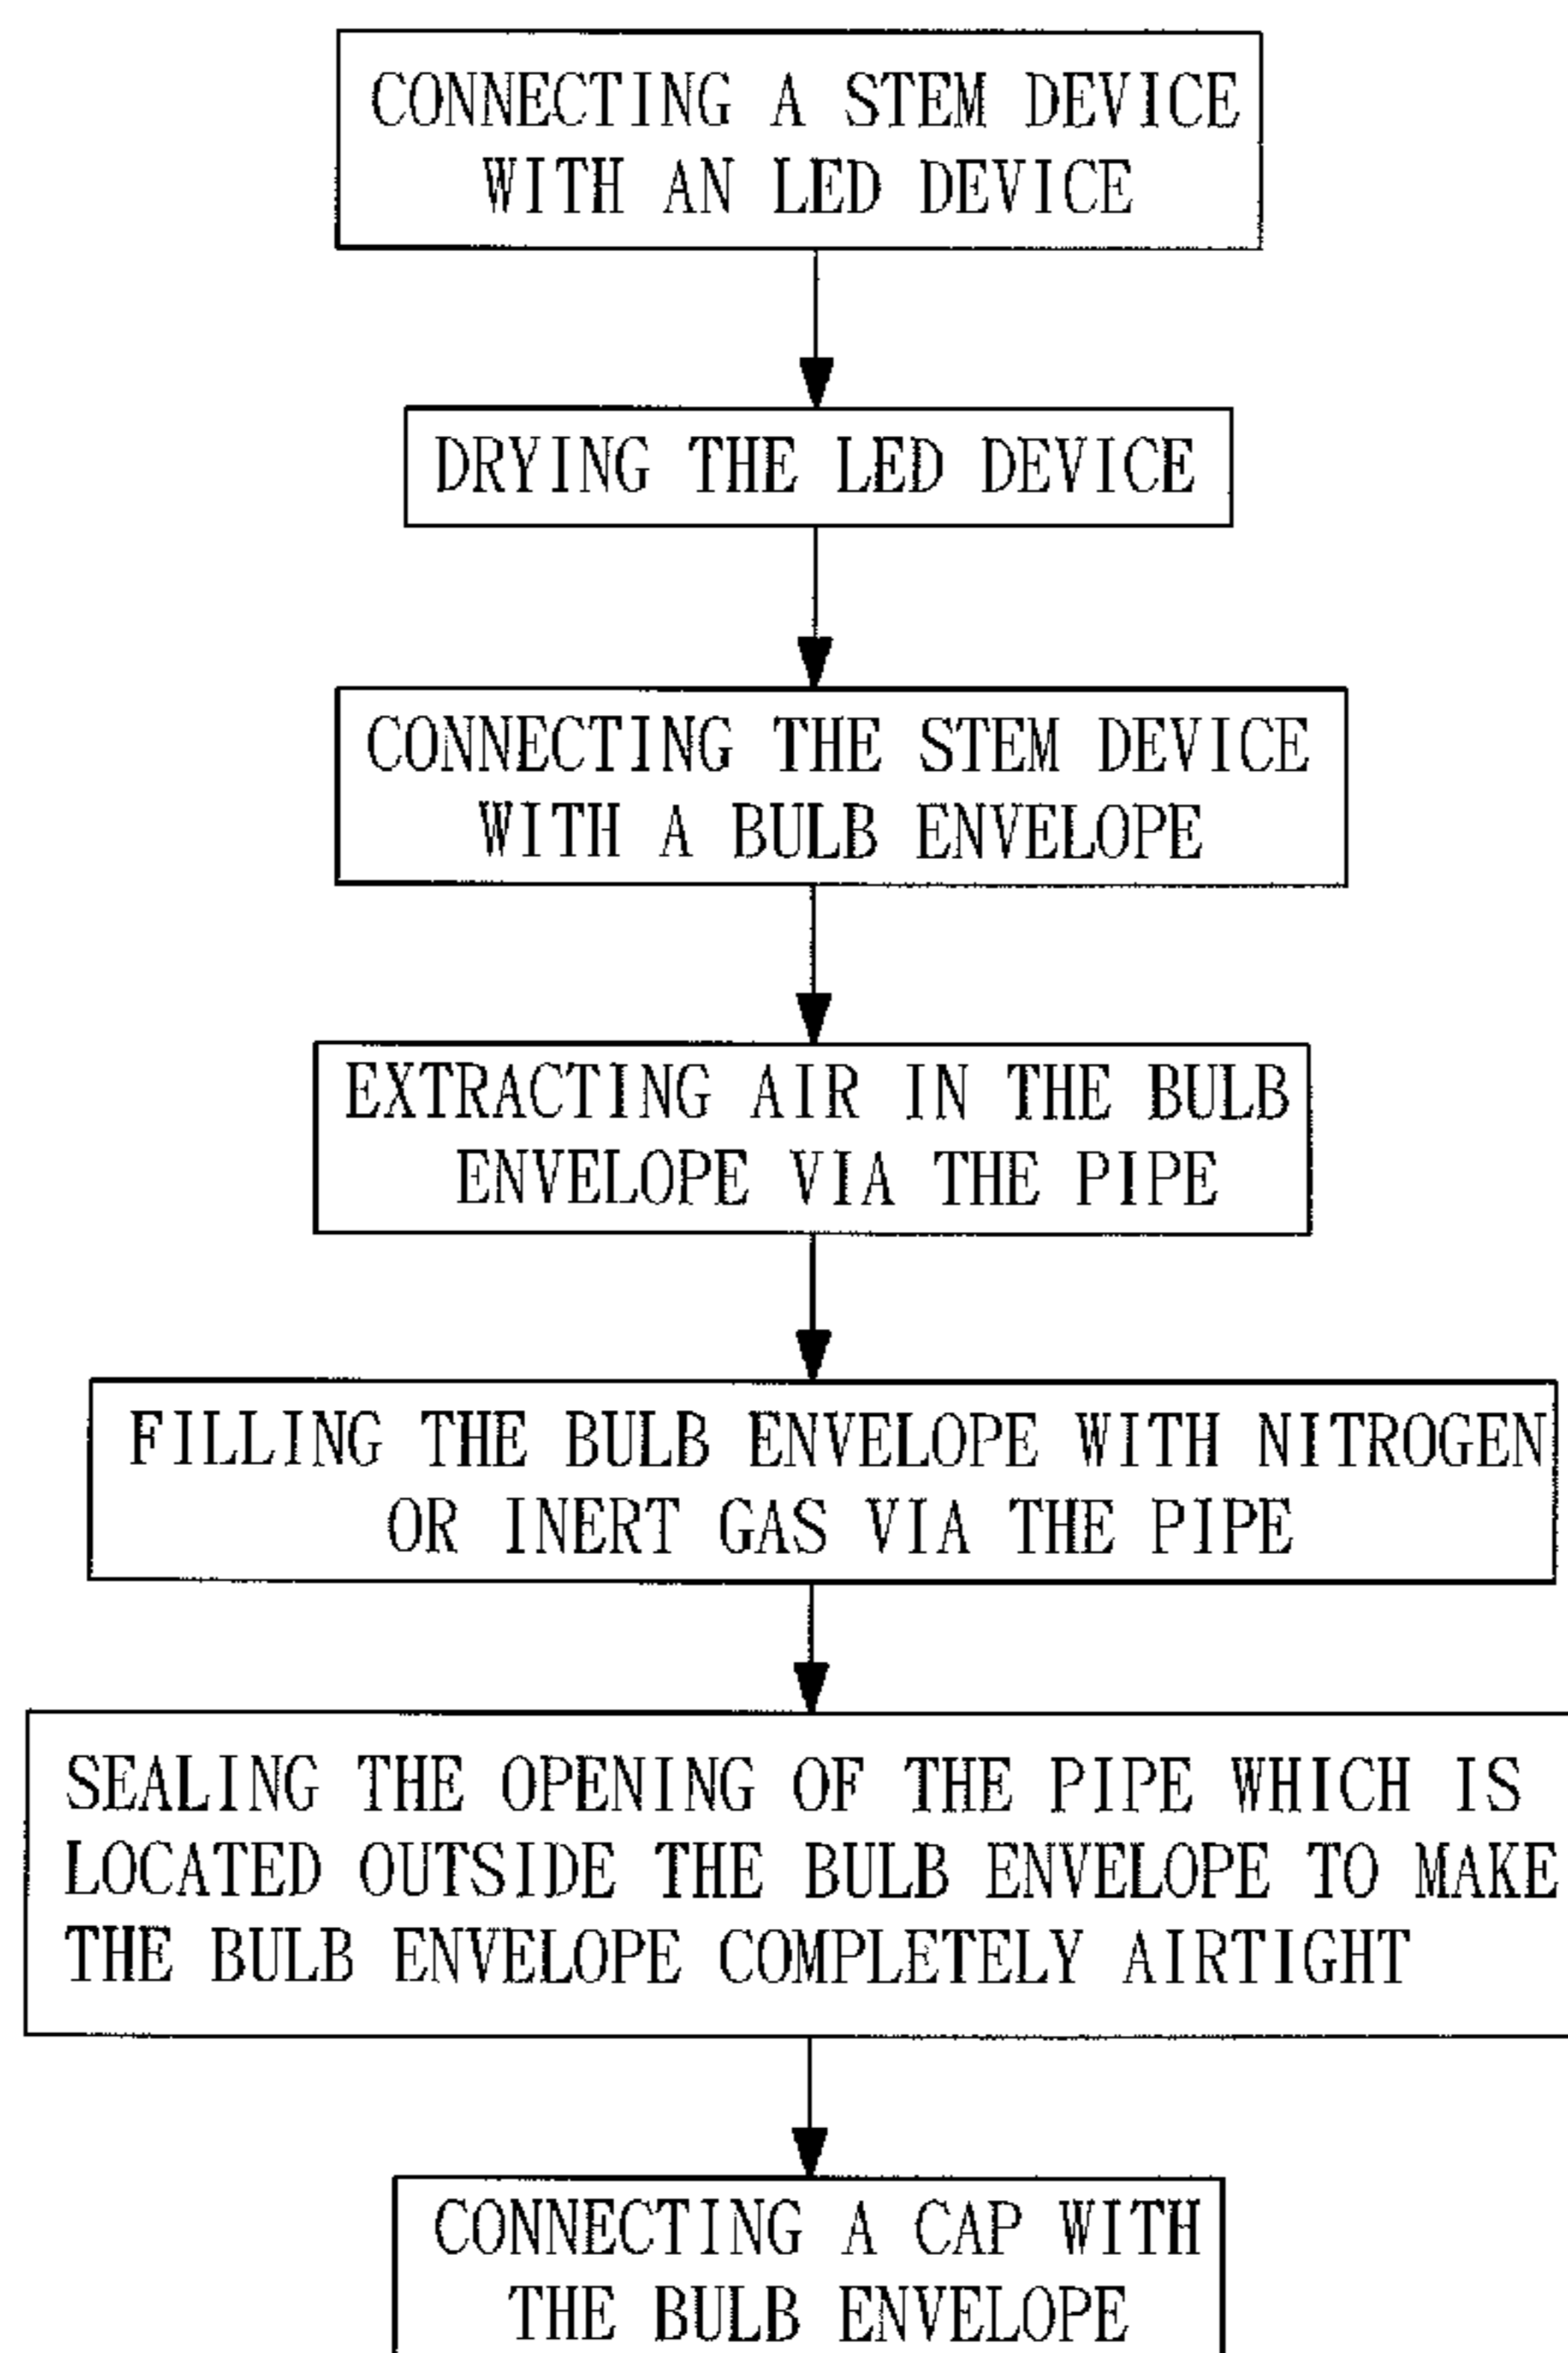 CONNECTING A STEM DEVICE
WITH AN LED DEVICE
DRYING THE LED DEVICE
CONNECTING THE STEM DEVICE
WITH A BULB ENVELOPE
EXTRACTING AIR IN THE BULB
ENVELOPE VIA THE PIPE
FILLING THE BULB ENVELOPE WITH NITROGEN
OR INERT GAS VIA THE PIPE
SEALING THE OPENING OF THE PIPE WHICH IS
LOCATED OUTSIDE THE BULB ENVELOPE TO MAKE
THE BULB ENVELOPE COMPLETELY AIRTIGHT
CONNECTING A CAP WITH
THE BULB ENVELOPE